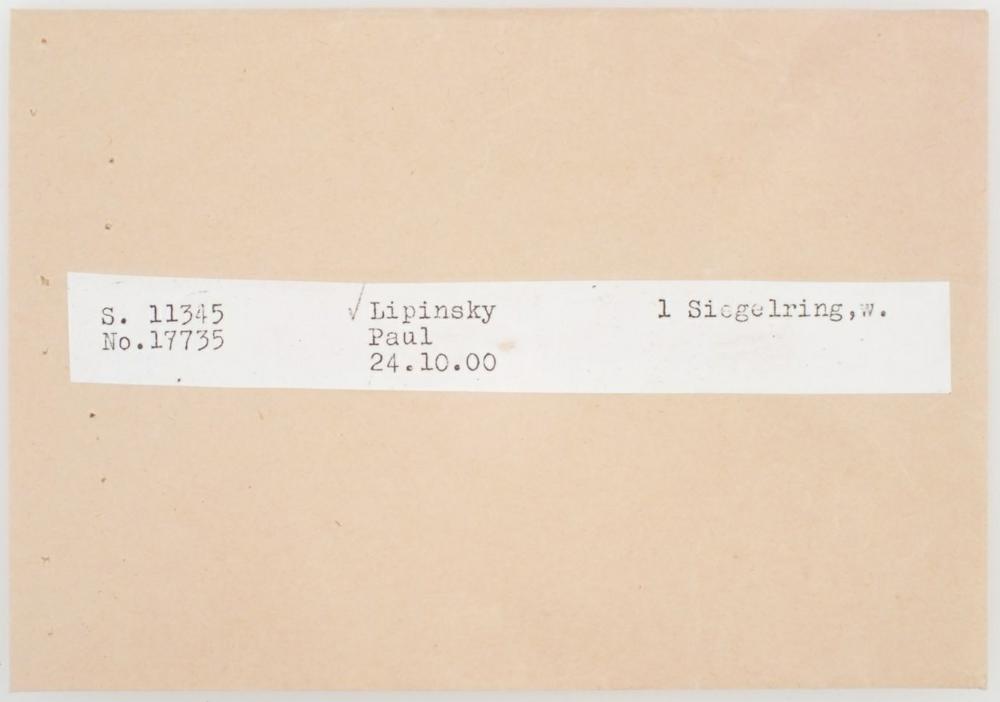 S. 11345
No.17735
✓ Lipinsky
Paul
24.10.00
1 Siegelring,w.